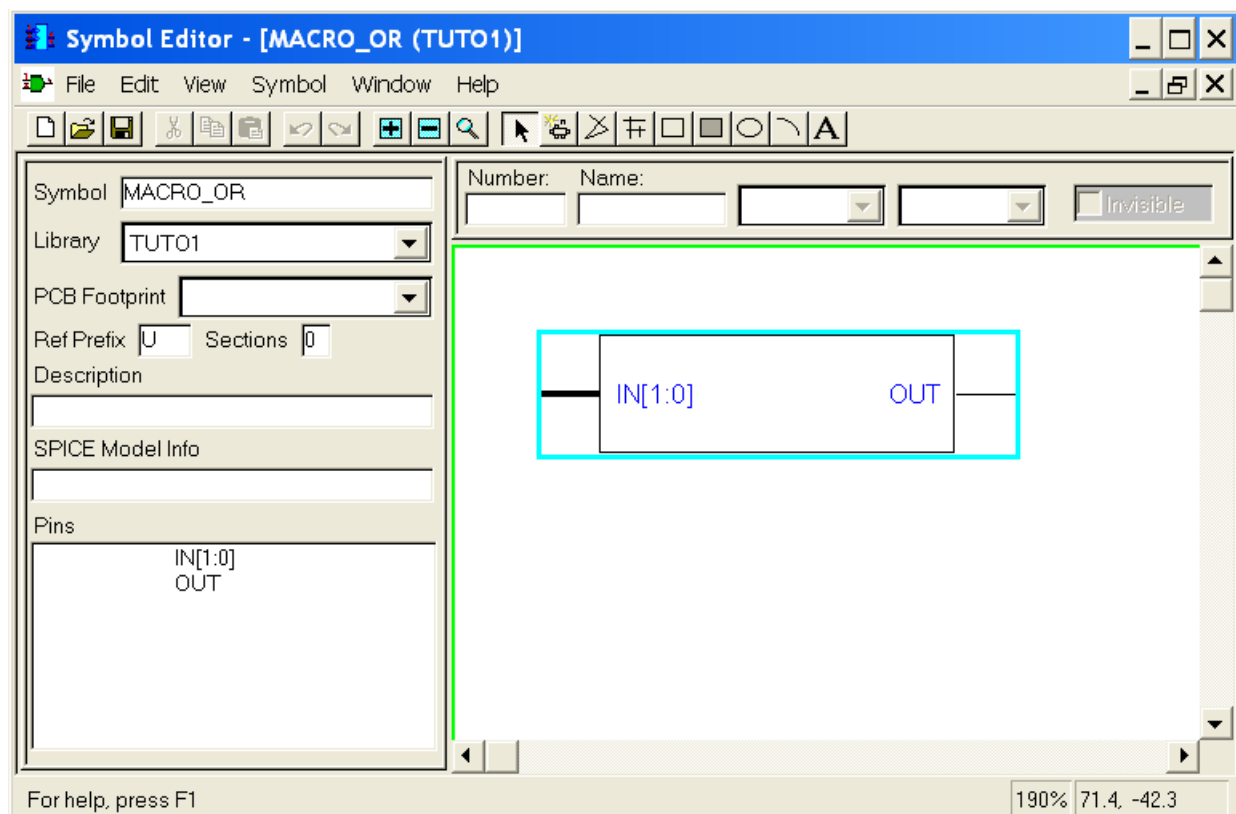 Symbol Editor - [MACRO_OR (TUTO1)]
File Edit View Symbol Window Help
A
Symbol MACRO_OR
Library TUTO1
PCB Footprint
Ref Prefix U Sections 0
Description
SPICE Model Info
Pins
IN[1:0]
OUT
Number: Name:
Invisible
IN[1:0] OUT
For help, press F1 190% 71.4, -42.3